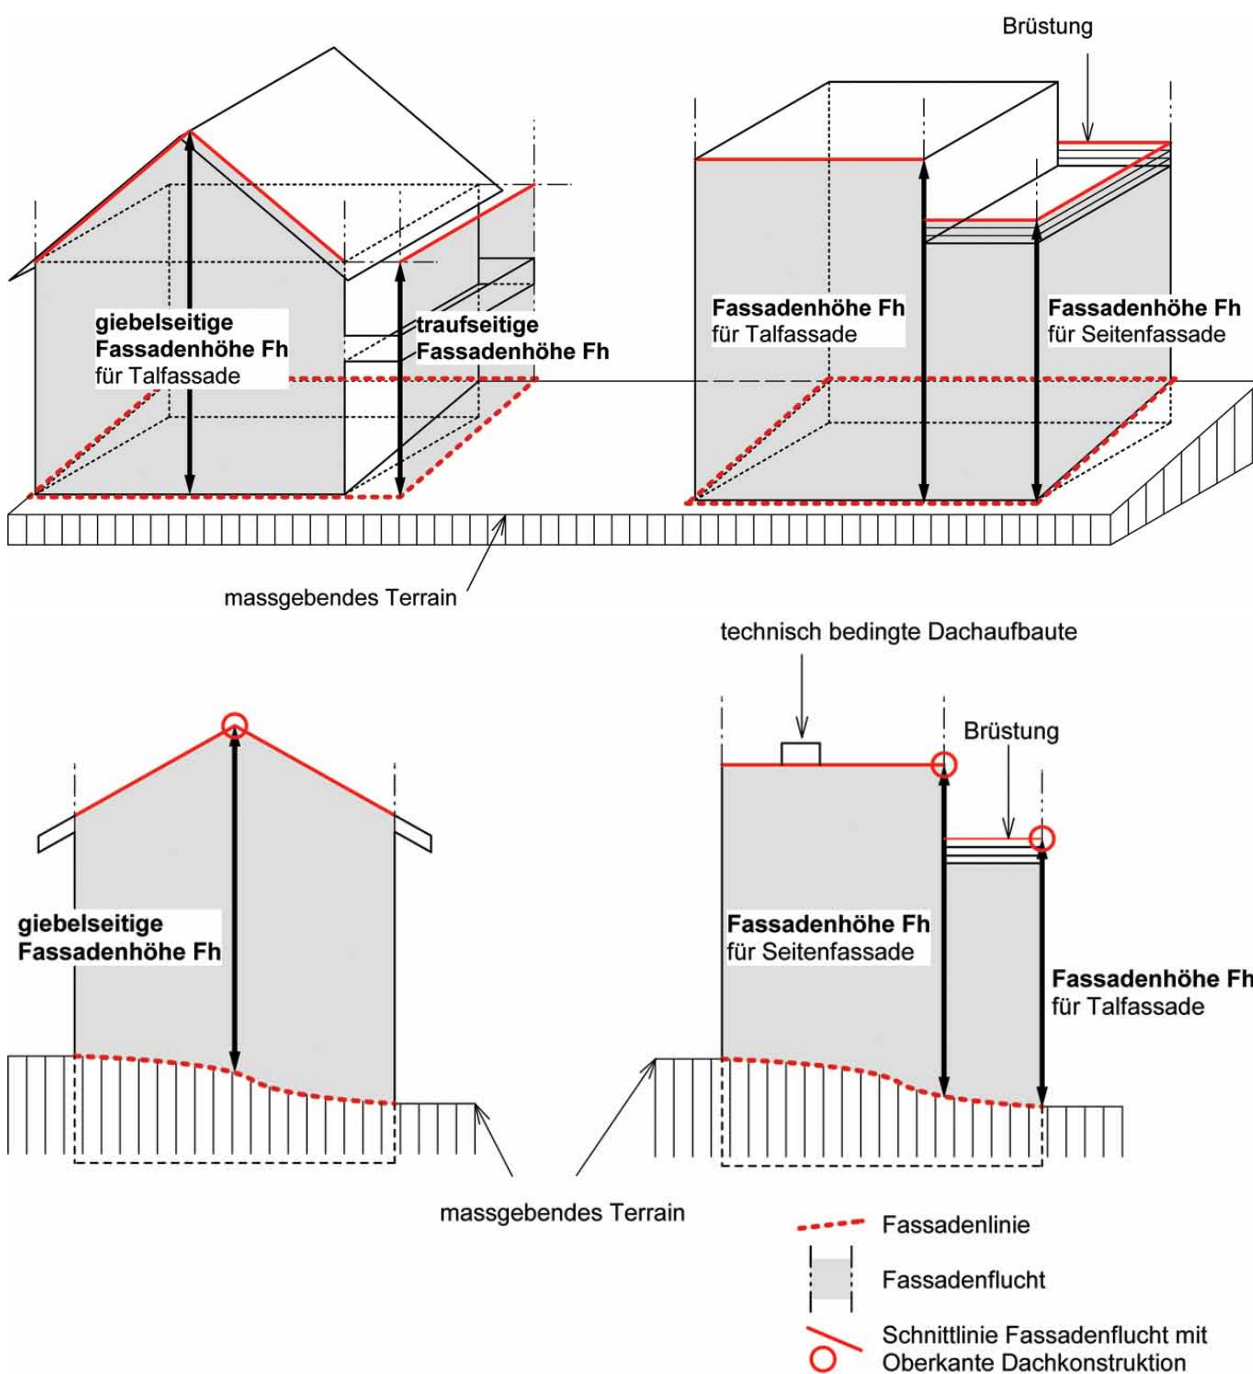 Brüstung
giebelseitige
Fassadenhöhe Fh
für Talfassade
traufseitige
Fassadenhöhe Fh
Fassadenhöhe Fh
für Talfassade
Fassadenhöhe Fh
für Seitenfassade
massgebendes Terrain
technisch bedingte Dachaufbaute
Brüstung
giebelseitige
Fassadenhöhe Fh
Fassadenhöhe Fh
für Seitenfassade
Fassadenhöhe Fh
für Talfassade
massgebendes Terrain
Fassadenlinie
Fassadenflucht
Schnittlinie Fassadenflucht mit
Oberkante Dachkonstruktion